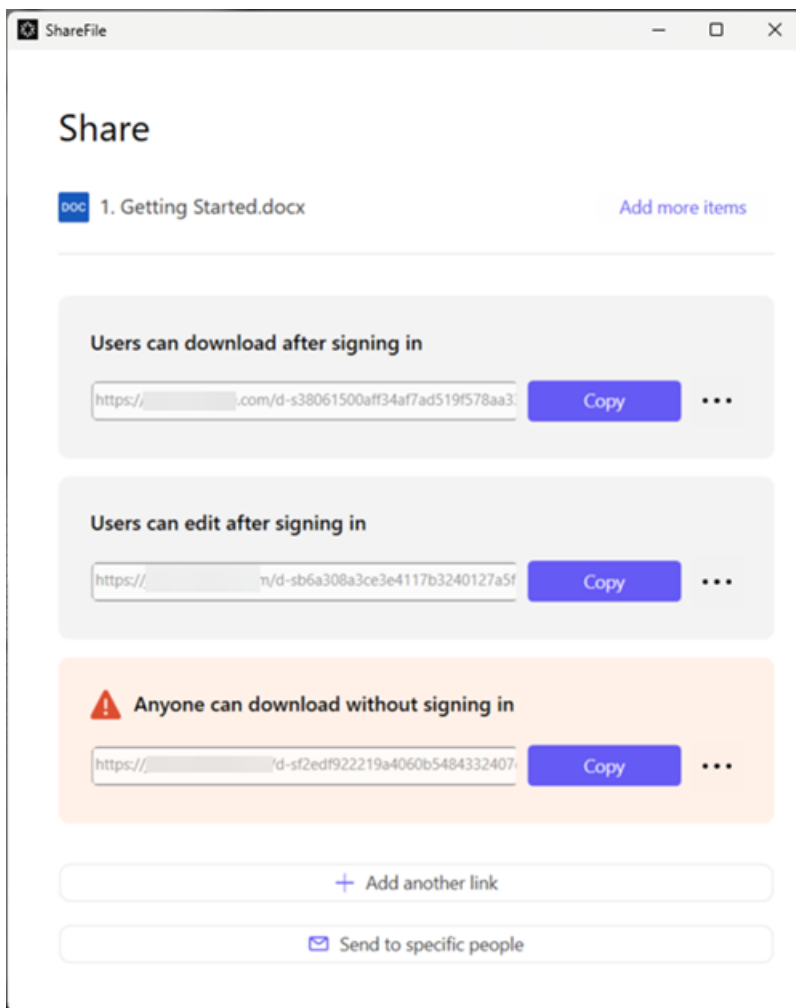 ShareFile
Share
DOC 1. Getting Started.docx Add more items
Users can download after signing in
https:// .com/d-s38061500aff34af7ad519f578aa3 Copy
Users can edit after signing in
https:// /d-sb6a308a3ce3e4117b3240127a5f Copy
Anyone can download without signing in
https:// /d-sf2edf922219a4060b5484332407 Copy
Add another link
Send to specific people